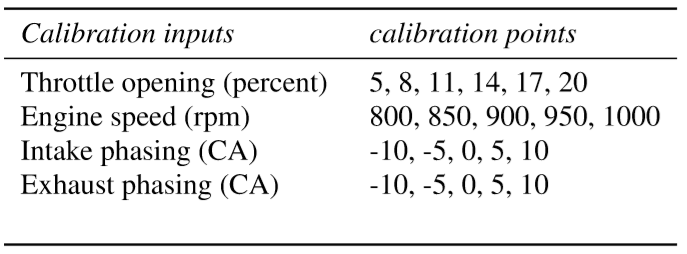 Calibration inputs calibration points
Throttle opening (percent) 5, 8, 11, 14, 17, 20
Engine speed (rpm) 800, 850, 900, 950, 1000
Intake phasing (CA) -10, -5, 0, 5, 10
Exhaust phasing (CA) -10, -5, 0, 5, 10